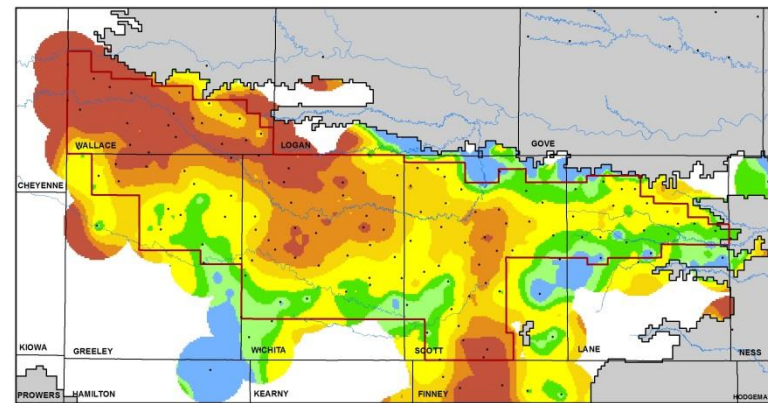 WALLACE
LOGAN
GOVE
CHEYENNE
KIOWA
GREELEY
WICHITA
SCOTT
LANE
NESS
PROWERS
HAMILTON
KEARNY
FINNEY
HODGEMA